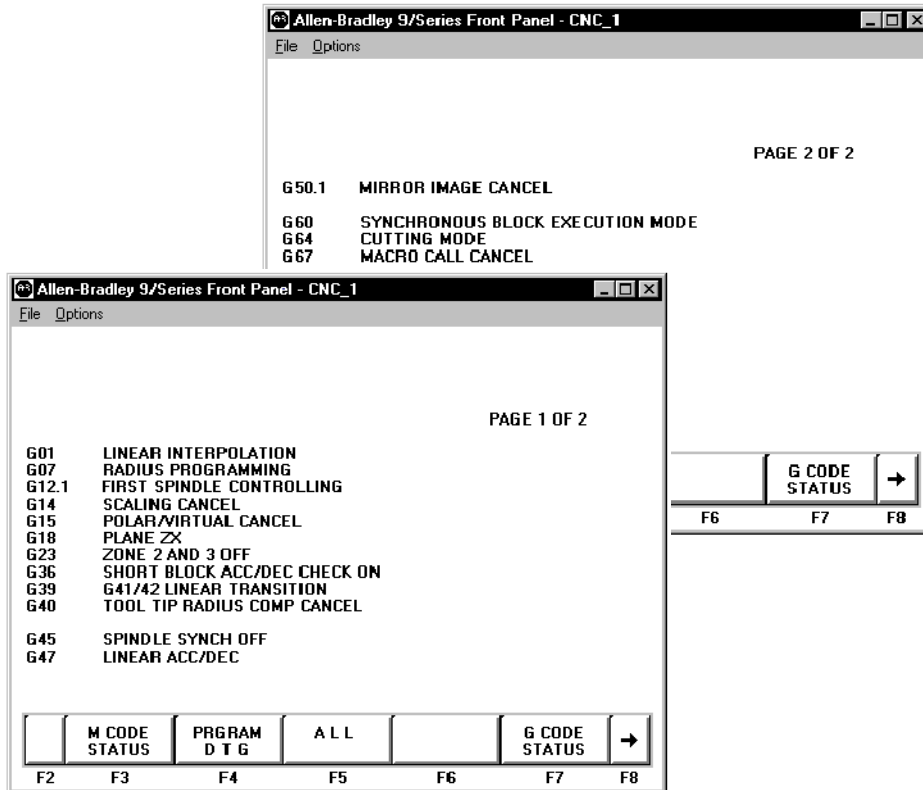 Allen-Bradley 9/Series Front Panel - CNC_1
File Options
PAGE 2 OF 2
G50.1 MIRROR IMAGE CANCEL
G60 SYNCHRONOUS BLOCK EXECUTION MODE
G64 CUTTING MODE
G67 MACRO CALL CANCEL
G CODE
STATUS
F6 F7 F8
Allen-Bradley 9/Series Front Panel - CNC_1
File Options
PAGE 1 OF 2
G01 LINEAR INTERPOLATION
G07 RADIUS PROGRAMMING
G12.1 FIRST SPINDLE CONTROLLING
G14 SCALING CANCEL
G15 POLAR/VIRTUAL CANCEL
G18 PLANE ZX
G23 ZONE 2 AND 3 OFF
G36 SHORT BLOCK ACC/DEC CHECK ON
G39 G41/42 LINEAR TRANSITION
G40 TOOL TIP RADIUS COMP CANCEL
G45 SPINDLE SYNCH OFF
G47 LINEAR ACC/DEC
M CODE PRGRAM A L L G CODE
STATUS D T G STATUS
F2 F3 F4 F5 F6 F7 F8